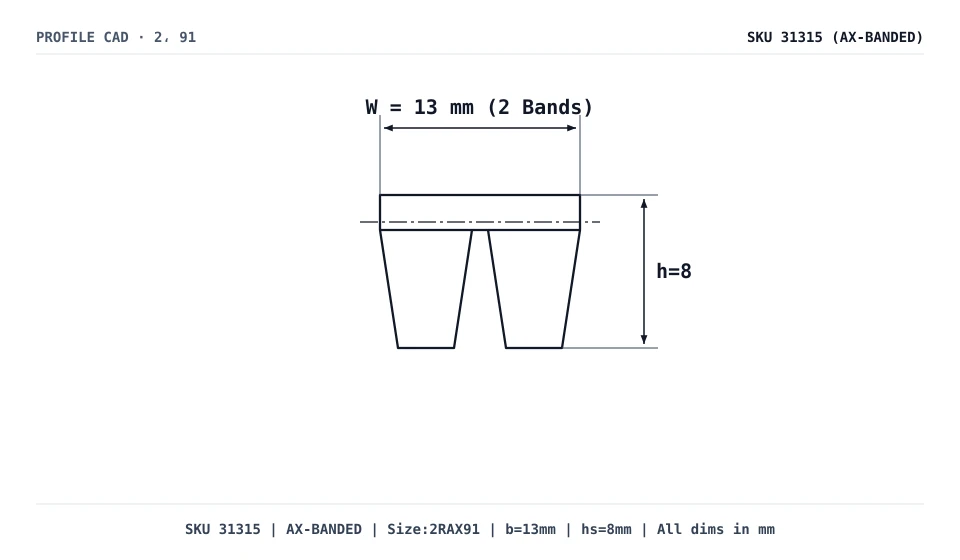 PROFILE CAD · 2, 91
SKU 31315 (AX-BANDED)
W = 13 mm (2 Bands)
h=8
SKU 31315 | AX-BANDED | Size:2RAX91 | b=13mm | hs=8mm | All dims in mm